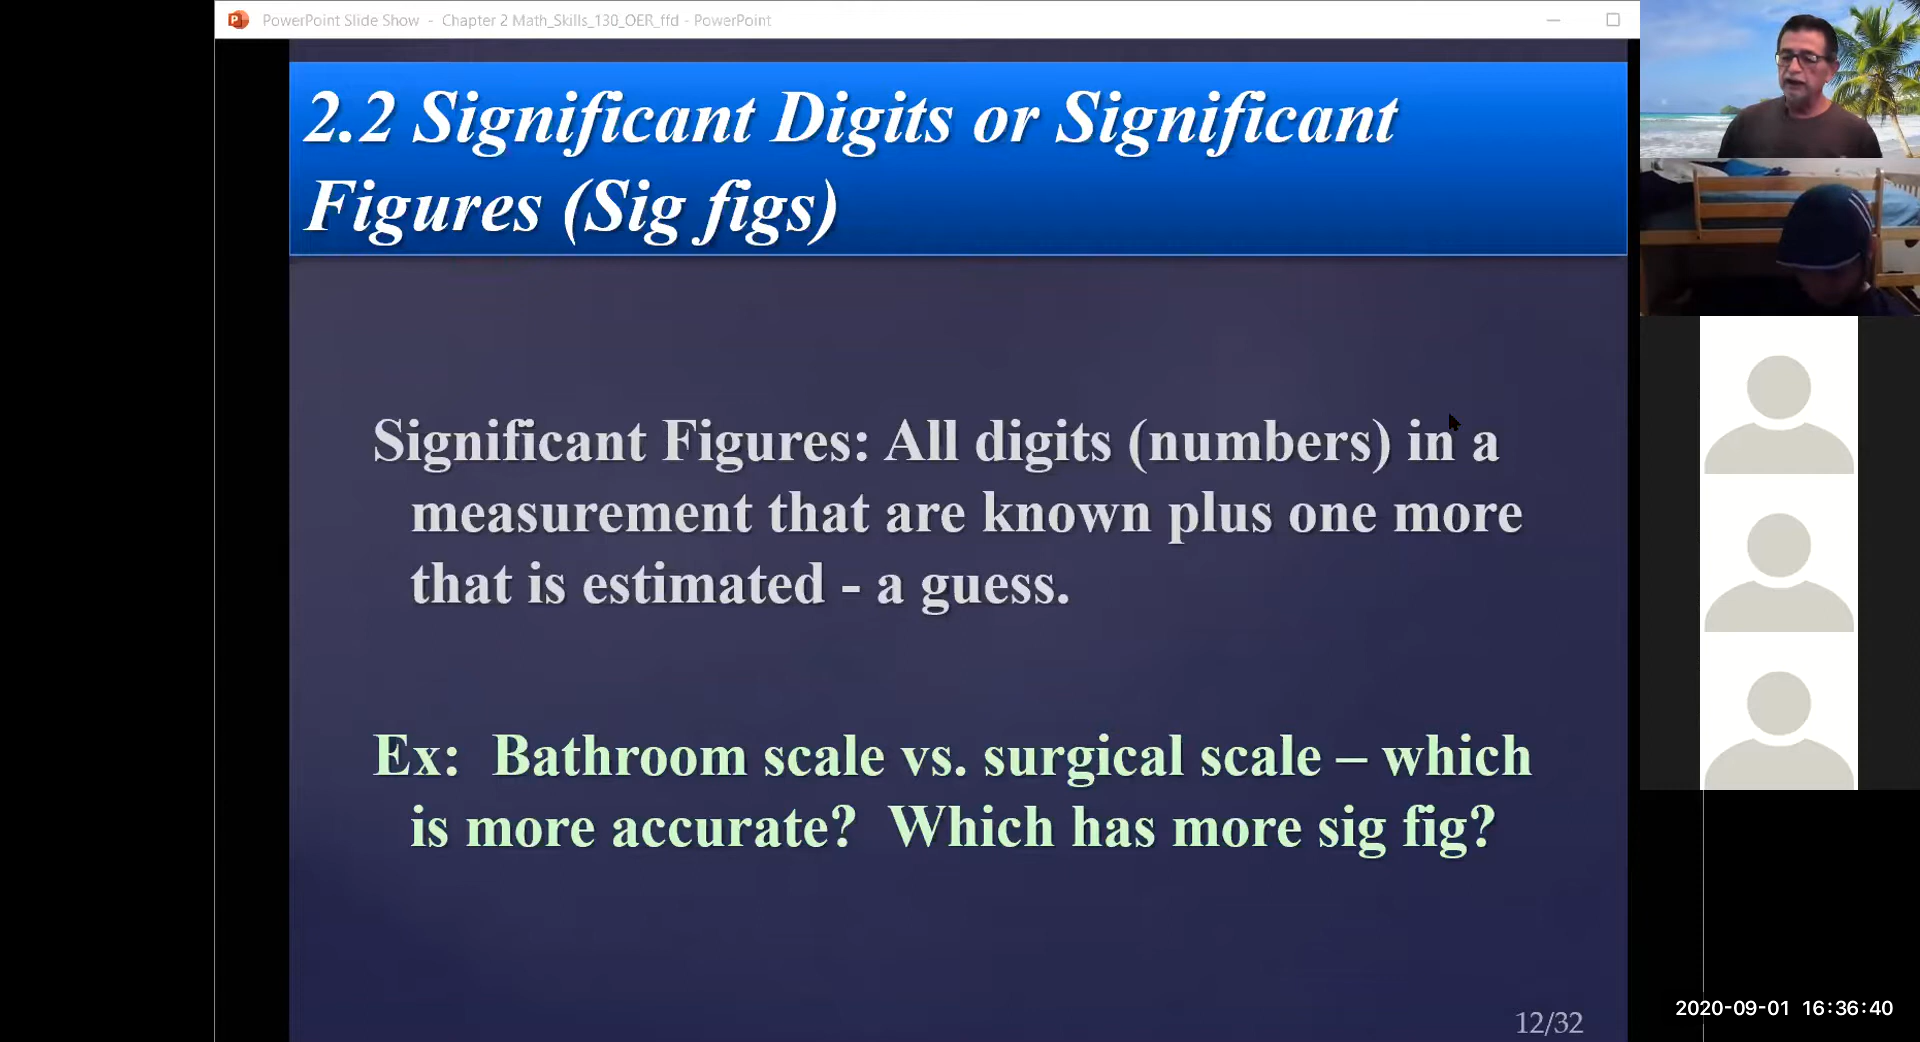 PowerPoint Slide Show - Chapter 2 Math_Skills_130_OER_ffd - PowerPoint
2.2 Significant Digits or Significant
Figures (Sig figs)
Significant Figures: All digits (numbers) in a
measurement that are known plus one more
that is estimated - a guess.
Ex: Bathroom scale vs. surgical scale – which
is more accurate? Which has more sig fig?
12/32
2020-09-01 16:36:40